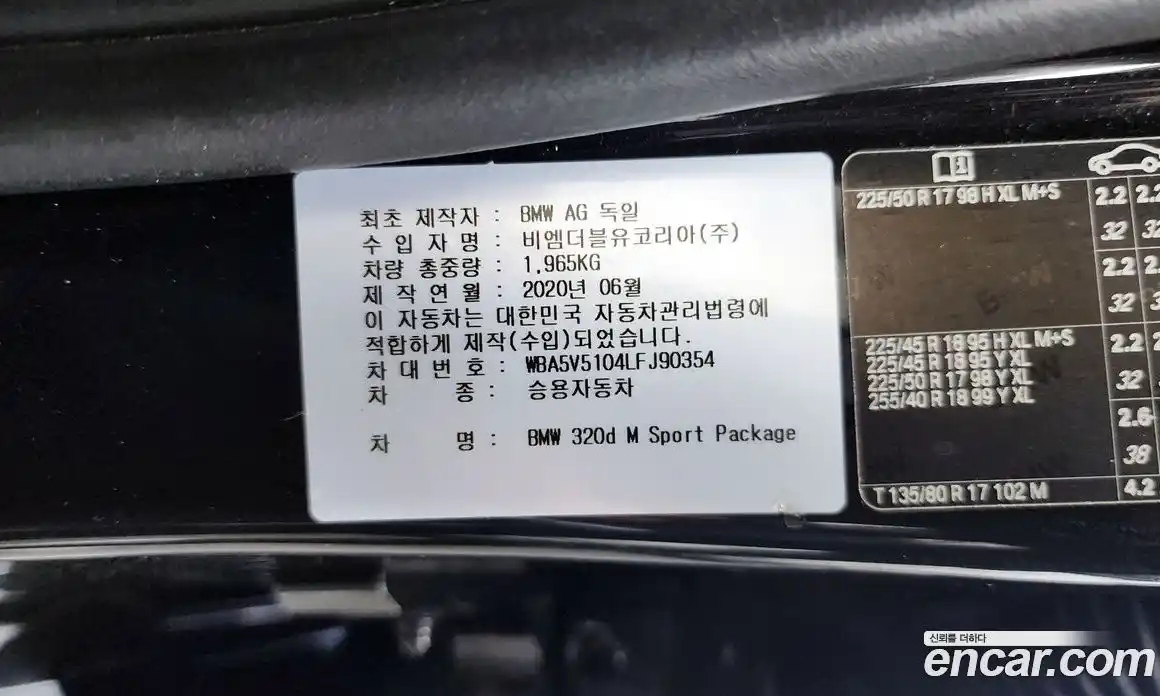 최초 제작자 : BMW AG 독일
수 입 자 명 : 비엠더블유코리아(주)
차량 총중량 : 1,965KG
제 작 연 월 : 2020년 06월
이 자동차는 대한민국 자동차관리법령에
적합하게 제작(수입)되었습니다.
차 대 번 호 : WBA5V5104LFJ90354
차 종 : 승용자동차
차 명 : BMW 320d M Sport Package
225/50 R 17 98 H XL M+S 2.2 2.2
32 32
2.2 2.
32
225/45 R 18 95 H XL M+S 2.2
225/45 R 18 95 Y XL
225/50 R 17 98 Y XL 32
255/40 R 18 99 Y XL
2.6
38
T 135/80 R 17 102 M 4.2
신뢰를 더하다
encar.com